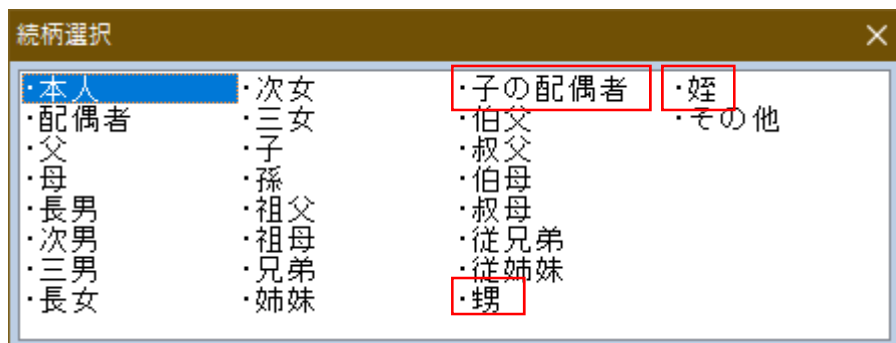 続柄選択
・本人
・配偶者
・父
・母
・長男
・次男
・三男
・長女
・次女
・三女
・子
・孫
・祖父
・祖母
・兄弟
・姉妹
・子の配偶者
・伯父
・叔父
・伯母
・叔母
・従兄弟
・従姉妹
・甥
・姪
・その他